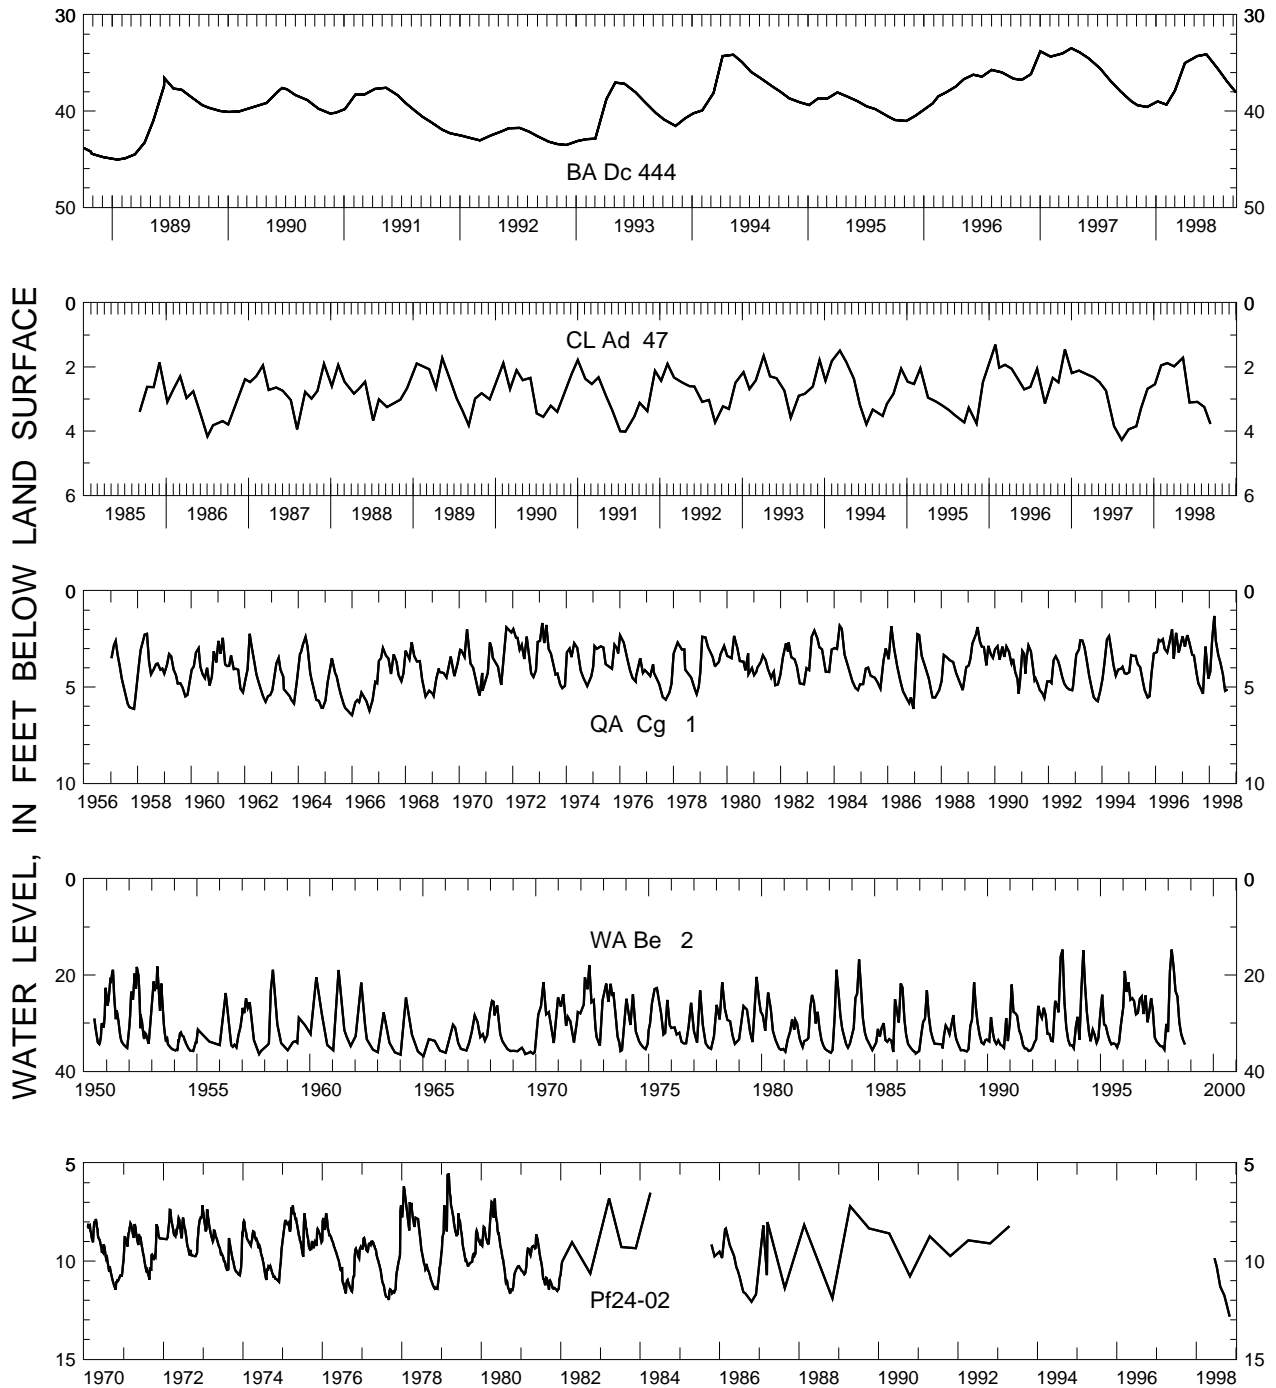 WATER LEVEL, IN FEET BELOW LAND SURFACE
30 30
40 40
BA Dc 444
50 50
1989 1990 1991 1992 1993 1994 1995 1996 1997 1998
0 0
CL Ad 47
2 2
4 4
6 6
1985 1986 1987 1988 1989 1990 1991 1992 1993 1994 1995 1996 1997 1998
0 0
5 5
QA Cg 1
10 10
1956 1958 1960 1962 1964 1966 1968 1970 1972 1974 1976 1978 1980 1982 1984 1986 1988 1990 1992 1994 1996 1998
0 0
WA Be 2
20 20
40 40
1950 1955 1960 1965 1970 1975 1980 1985 1990 1995 2000
5 5
10 10
Pf24-02
15 15
1970 1972 1974 1976 1978 1980 1982 1984 1986 1988 1990 1992 1994 1996 1998